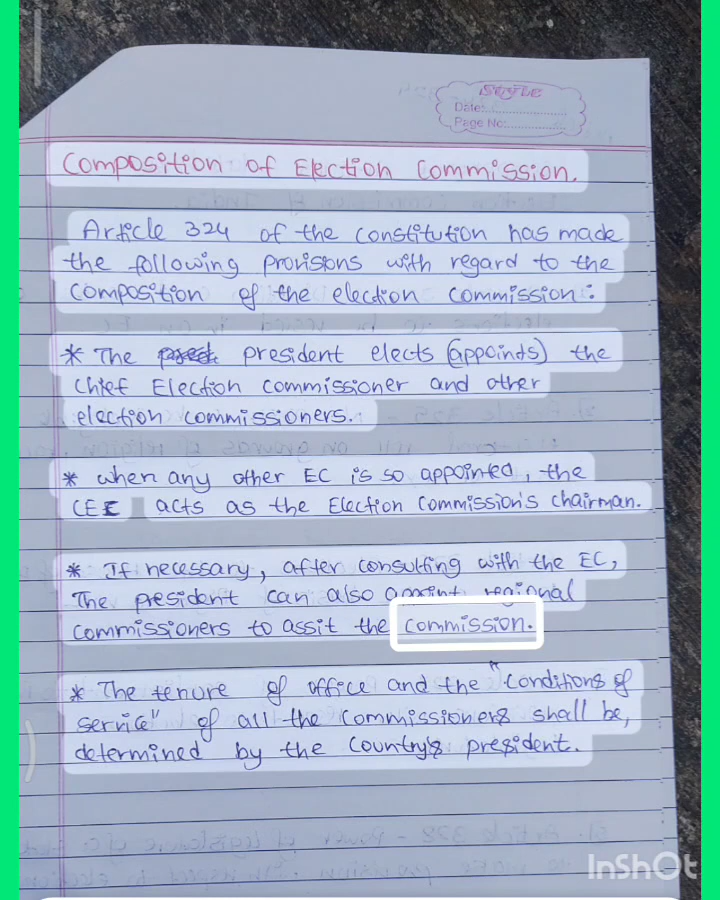 Style
Date:
Page No:
Composition of Election Commission.
Article 324 of the constitution has made
the following provisions with regard to the
composition of the election commission:
* The president elects (appoints) the
Chief Election commissioner and other
election commissioners.
* when any other EC is so appointed, the
CEC acts as the Election Commission's chairman.
* If necessary, after consulting with the EC,
The president can also appoint regional
commissioners to assit the commission.
* The tenure of office and the "conditions of
service" of all the commissioners shall be,
determined by the country's president.
InShOt